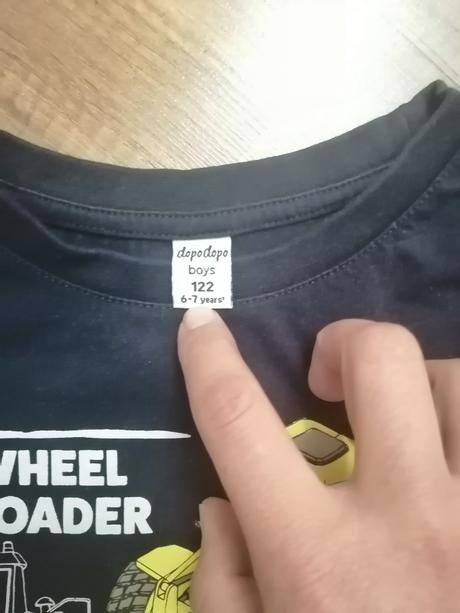 dopodopo
boys
122
6-7 years'
WHEEL
OADER